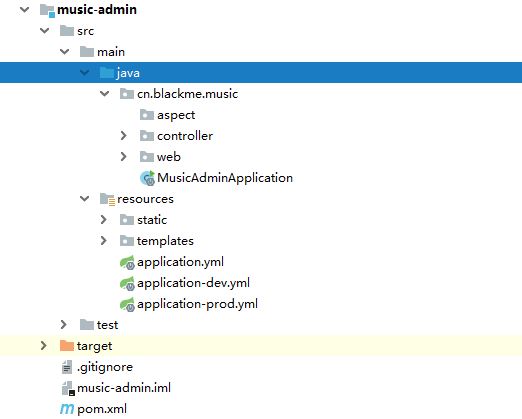 music-admin
src
main
java
cn.blackme.music
aspect
controller
web
MusicAdminApplication
resources
static
templates
application.yml
application-dev.yml
application-prod.yml
test
target
.gitignore
music-admin.iml
pom.xml